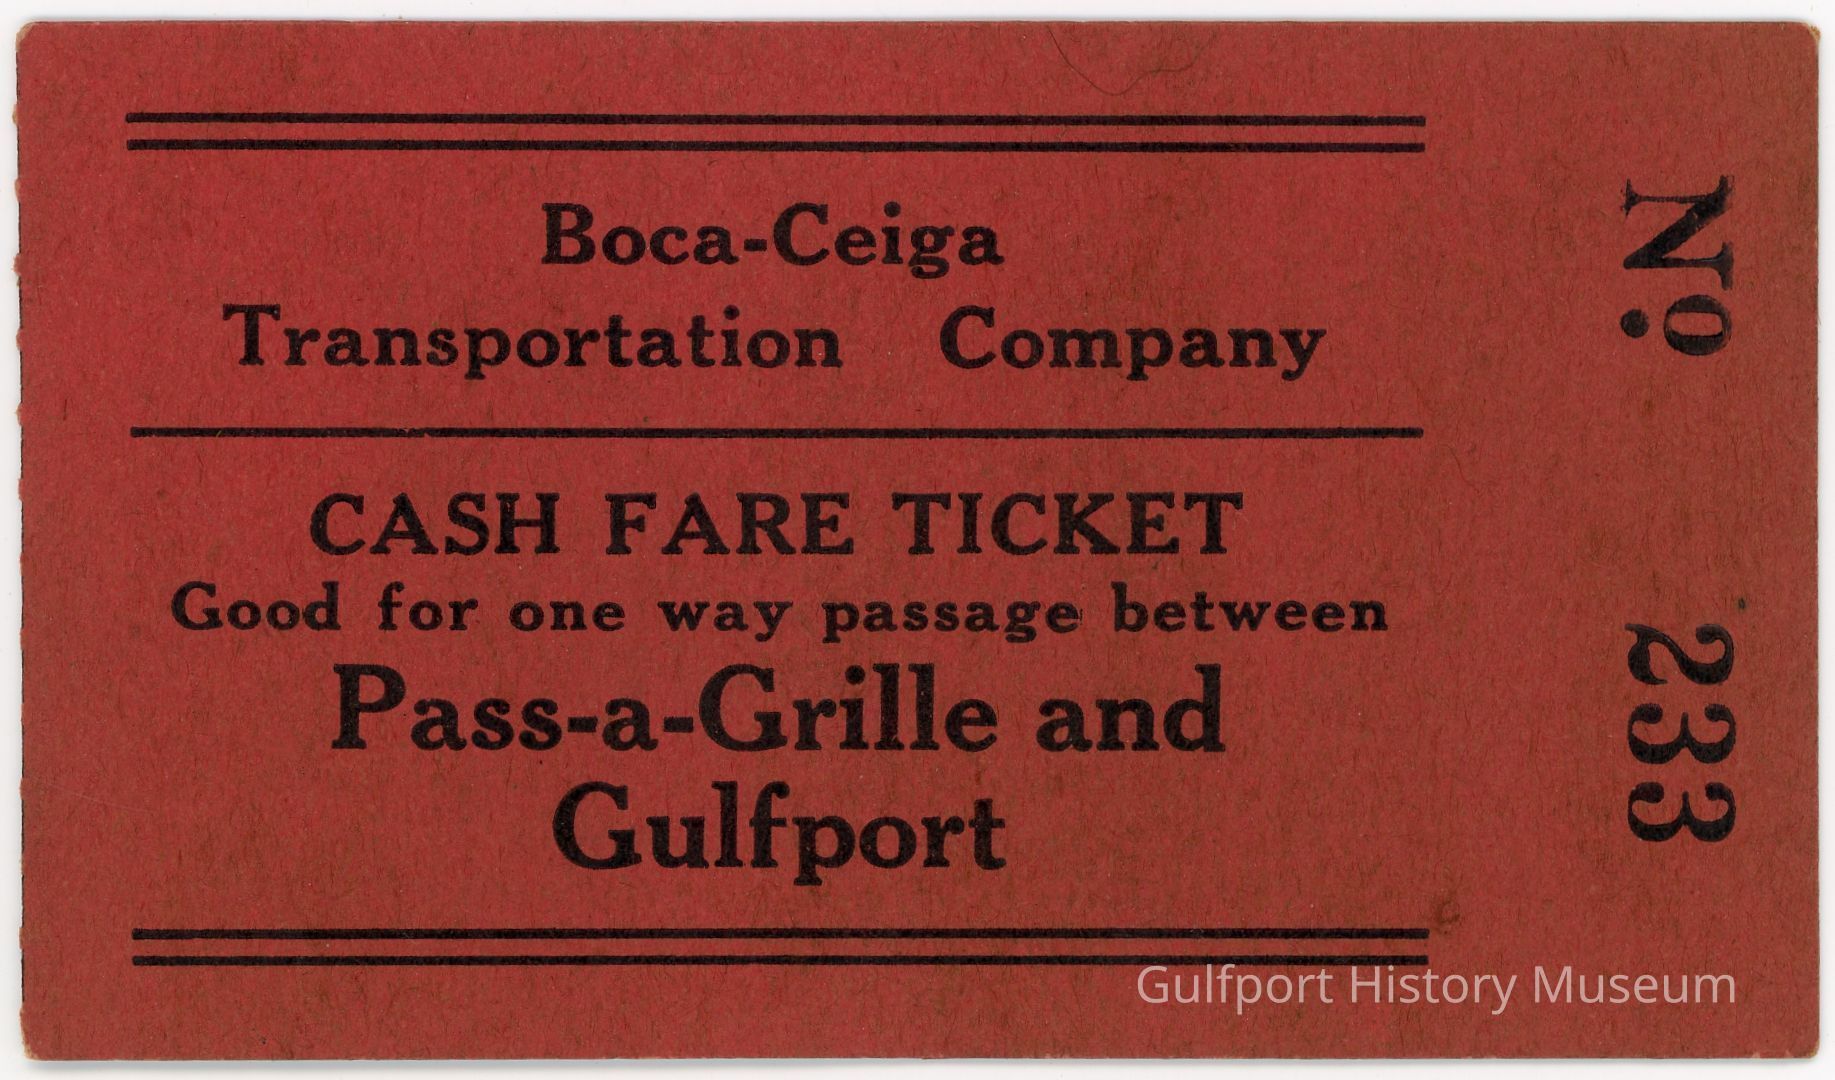 Boca-Ceiga
Transportation Company
CASH FARE TICKET
Good for one way passage between
Pass-a-Grille and
Gulfport
No. 233
Gulfport History Museum